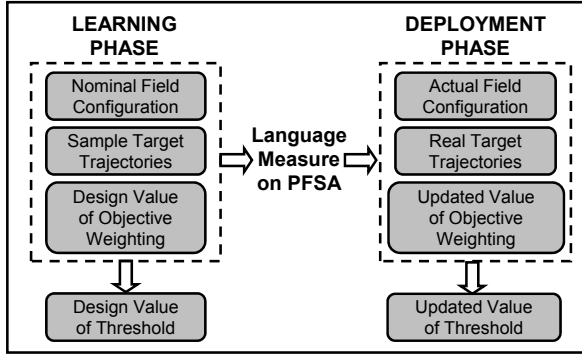 LEARNING
PHASE
Nominal Field
Configuration
Sample Target
Trajectories
Design Value
of Objective
Weighting
Design Value
of Threshold
Language
Measure
on PFSA
DEPLOYMENT
PHASE
Actual Field
Configuration
Real Target
Trajectories
Updated Value
of Objective
Weighting
Updated Value
of Threshold